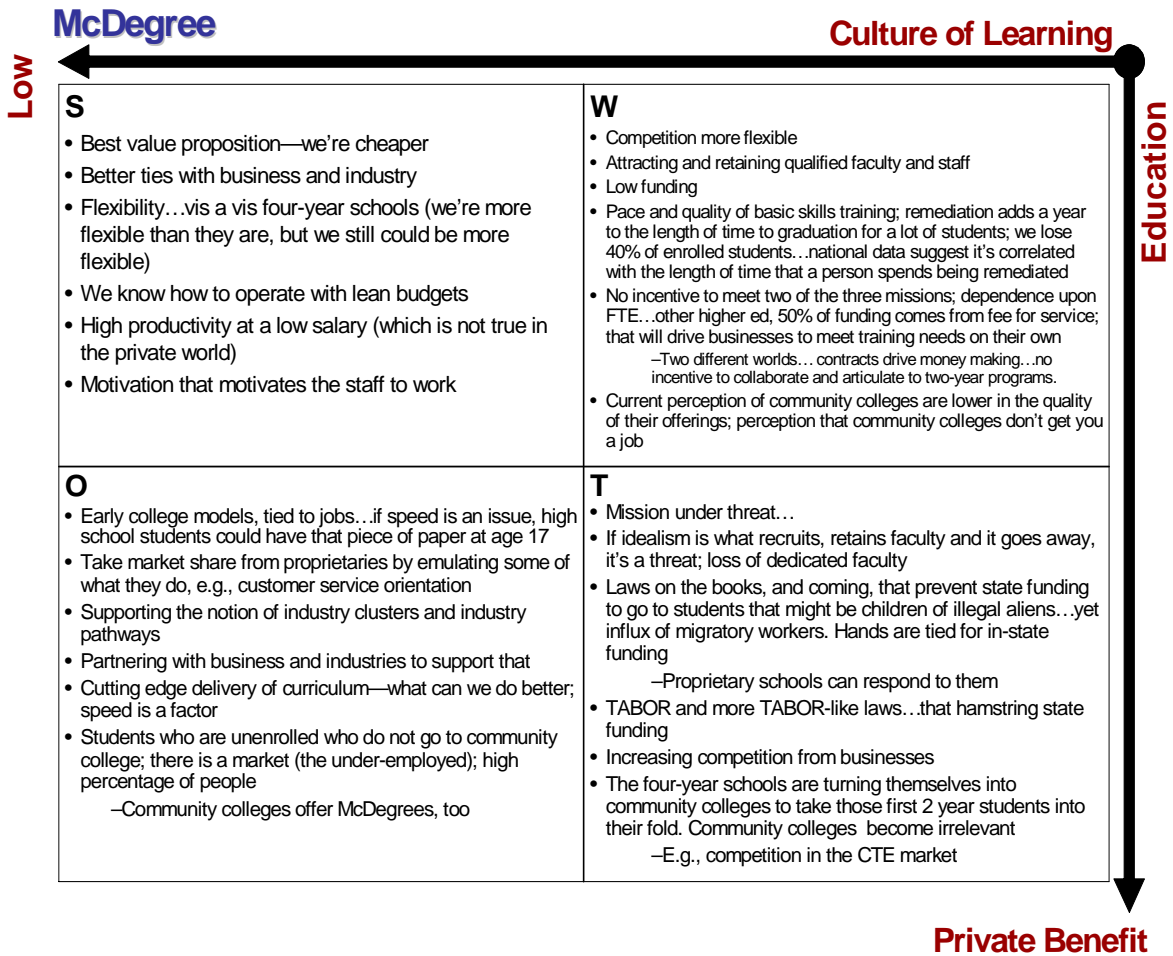 McDegree
Culture of Learning
Low
Education
S
• Best value proposition—we're cheaper
• Better ties with business and industry
• Flexibility…vis a vis four-year schools (we're more
flexible than they are, but we still could be more
flexible)
• We know how to operate with lean budgets
• High productivity at a low salary (which is not true in
the private world)
• Motivation that motivates the staff to work
W
• Competition more flexible
• Attracting and retaining qualified faculty and staff
• Low funding
• Pace and quality of basic skills training; remediation adds a year
to the length of time to graduation for a lot of students; we lose
40% of enrolled students…national data suggest it's correlated
with the length of time that a person spends being remediated
• No incentive to meet two of the three missions; dependence upon
FTE…other higher ed, 50% of funding comes from fee for service;
that will drive businesses to meet training needs on their own
–Two different worlds… contracts drive money making…no
incentive to collaborate and articulate to two-year programs.
• Current perception of community colleges are lower in the quality
of their offerings; perception that community colleges don't get you
a job
O
• Early college models, tied to jobs…if speed is an issue, high
school students could have that piece of paper at age 17
• Take market share from proprietaries by emulating some of
what they do, e.g., customer service orientation
• Supporting the notion of industry clusters and industry
pathways
• Partnering with business and industries to support that
• Cutting edge delivery of curriculum—what can we do better;
speed is a factor
• Students who are unenrolled who do not go to community
college; there is a market (the under-employed); high
percentage of people
–Community colleges offer McDegrees, too
T
• Mission under threat…
• If idealism is what recruits, retains faculty and it goes away,
it's a threat; loss of dedicated faculty
• Laws on the books, and coming, that prevent state funding
to go to students that might be children of illegal aliens…yet
influx of migratory workers. Hands are tied for in-state
funding
–Proprietary schools can respond to them
• TABOR and more TABOR-like laws…that hamstring state
funding
• Increasing competition from businesses
• The four-year schools are turning themselves into
community colleges to take those first 2 year students into
their fold. Community colleges become irrelevant
–E.g., competition in the CTE market
Private Benefit